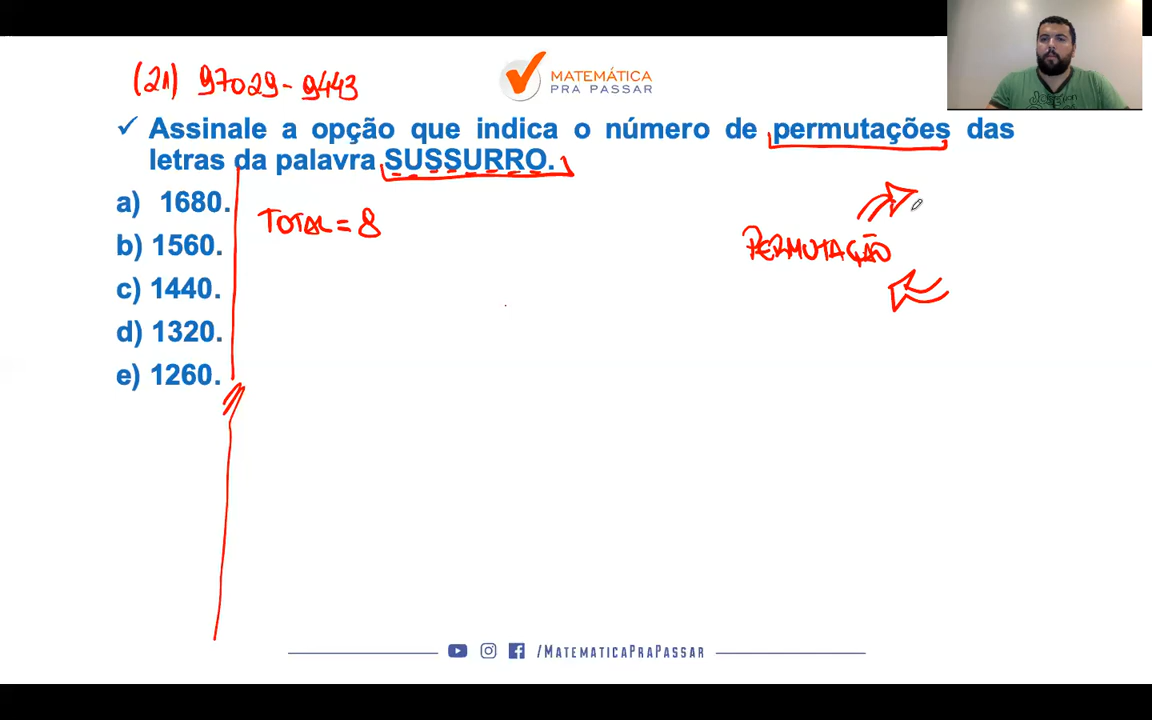 (21) 97029-9443
MATEMÁTICA
PRA PASSAR
✓ Assinale a opção que indica o número de permutações das
letras da palavra SUSSURRO.
a) 1680.
b) 1560.
c) 1440.
d) 1320.
e) 1260.
TOTAL = 8
PERMUTAÇÃO
/MATEMATICAPRAPASSAR